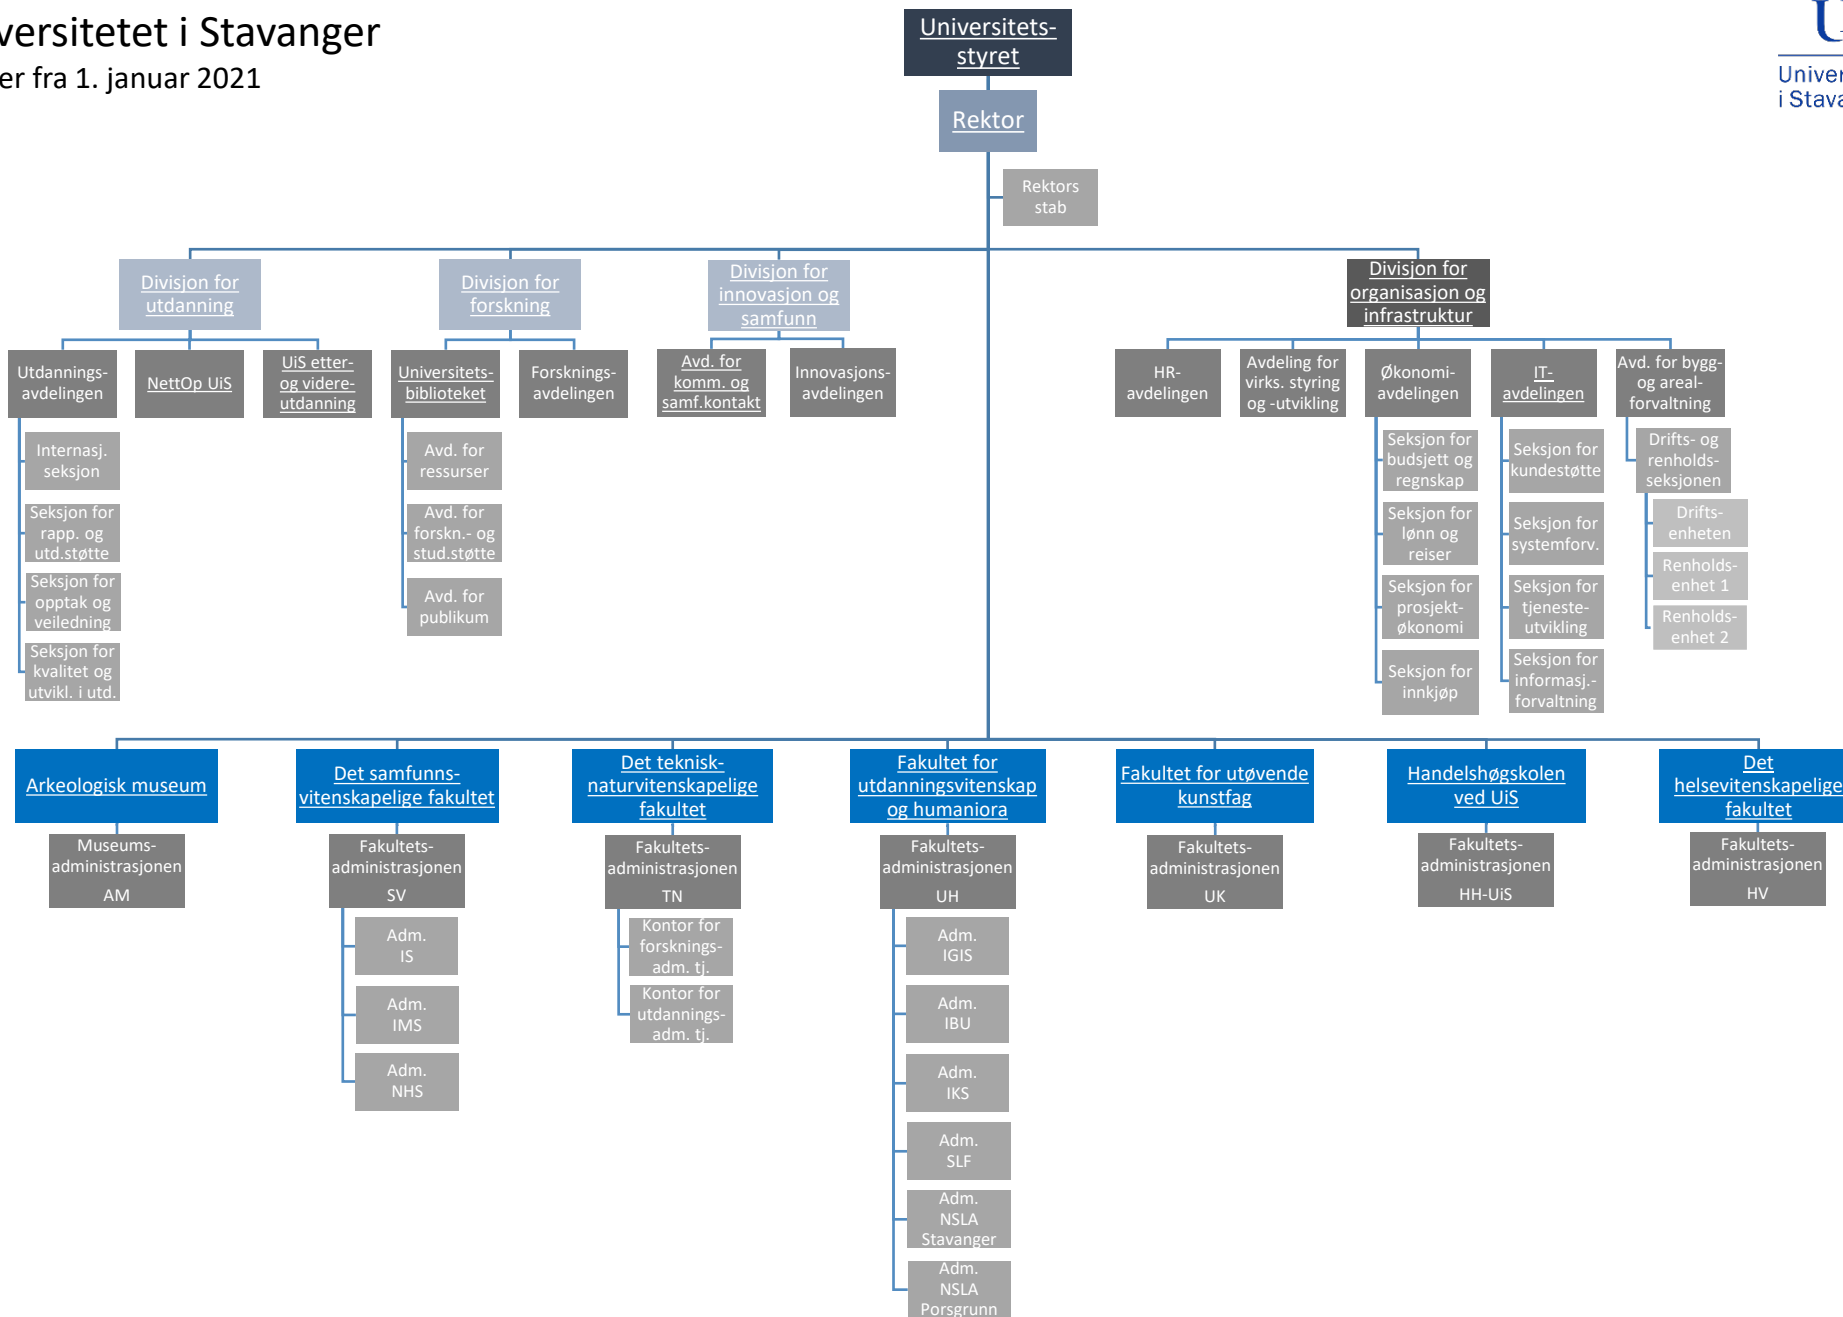 versitetet i Stavanger
er fra 1. januar 2021
Universitets-
styret
Rektor
Rektors
stab
Univer
i Stava
Divisjon for
utdanning
Divisjon for
forskning
Divisjon for
innovasjon og
samfunn
Divisjon for
organisasjon og
infrastruktur
Utdannings-
avdelingen
NettOp UiS
UiS etter-
og videre-
utdanning
Universitets-
biblioteket
Forsknings-
avdelingen
Avd. for
komm. og
samf.kontakt
Innovasjons-
avdelingen
HR-
avdelingen
Avdeling for
virks. styring
og -utvikling
Økonomi-
avdelingen
IT-
avdelingen
Avd. for bygg-
og areal-
forvaltning
Internasj.
seksjon
Seksjon for
rapp. og
utd.støtte
Seksjon for
opptak og
veiledning
Seksjon for
kvalitet og
utvikl. i utd.
Avd. for
ressurser
Avd. for
forskn.- og
stud.støtte
Avd. for
publikum
Seksjon for
budsjett og
regnskap
Seksjon for
lønn og
reiser
Seksjon for
prosjekt-
økonomi
Seksjon for
innkjøp
Seksjon for
kundestøtte
Seksjon for
systemforv.
Seksjon for
tjeneste-
utvikling
Seksjon for
informasj.-
forvaltning
Drifts- og
renholds-
seksjonen
Drifts-
enheten
Renholds-
enhet 1
Renholds-
enhet 2
Arkeologisk museum
Det samfunns-
vitenskapelige fakultet
Det teknisk-
naturvitenskapelige
fakultet
Fakultet for
utdanningsvitenskap
og humaniora
Fakultet for utøvende
kunstfag
Handelshøgskolen
ved UiS
Det
helsevitenskapelige
fakultet
Museums-
administrasjonen
AM
Fakultets-
administrasjonen
SV
Fakultets-
administrasjonen
TN
Fakultets-
administrasjonen
UH
Fakultets-
administrasjonen
UK
Fakultets-
administrasjonen
HH-UiS
Fakultets-
administrasjonen
HV
Adm.
IS
Adm.
IMS
Adm.
NHS
Kontor for
forsknings-
adm. tj.
Kontor for
utdannings-
adm. tj.
Adm.
IGIS
Adm.
IBU
Adm.
IKS
Adm.
SLF
Adm.
NSLA
Stavanger
Adm.
NSLA
Porsgrunn